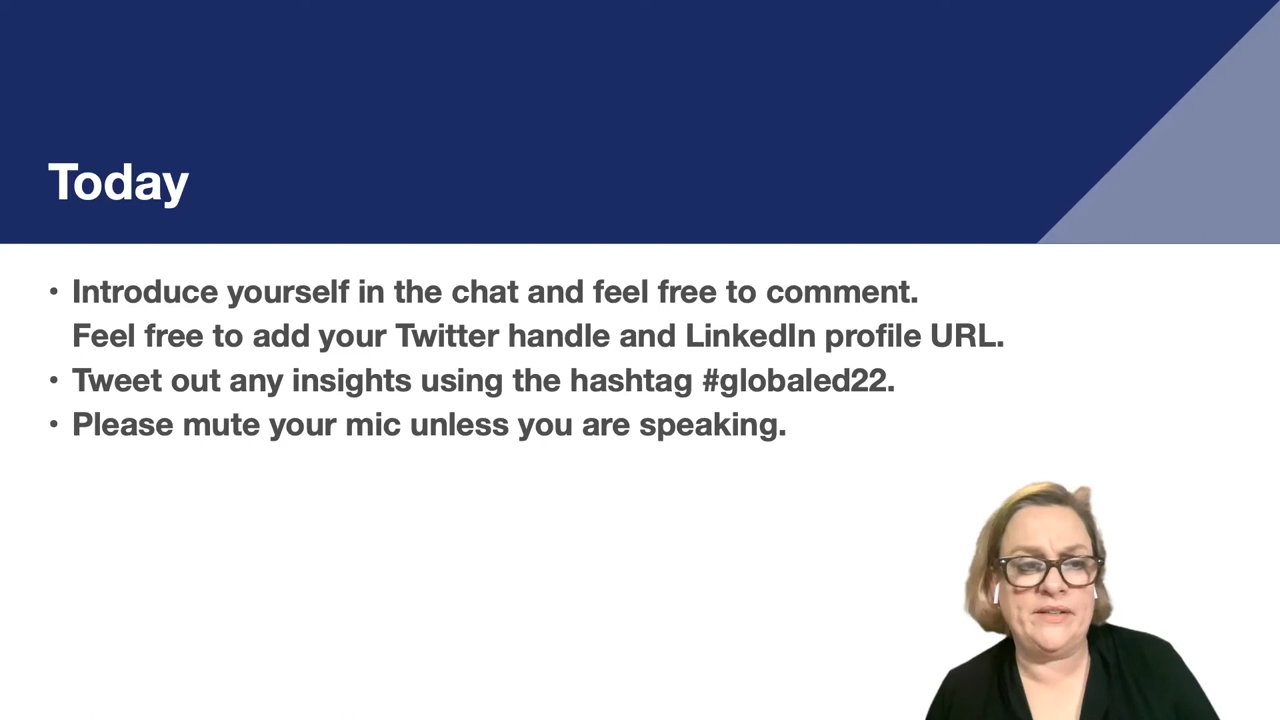 Today
• Introduce yourself in the chat and feel free to comment.
Feel free to add your Twitter handle and LinkedIn profile URL.
• Tweet out any insights using the hashtag #globaled22.
• Please mute your mic unless you are speaking.